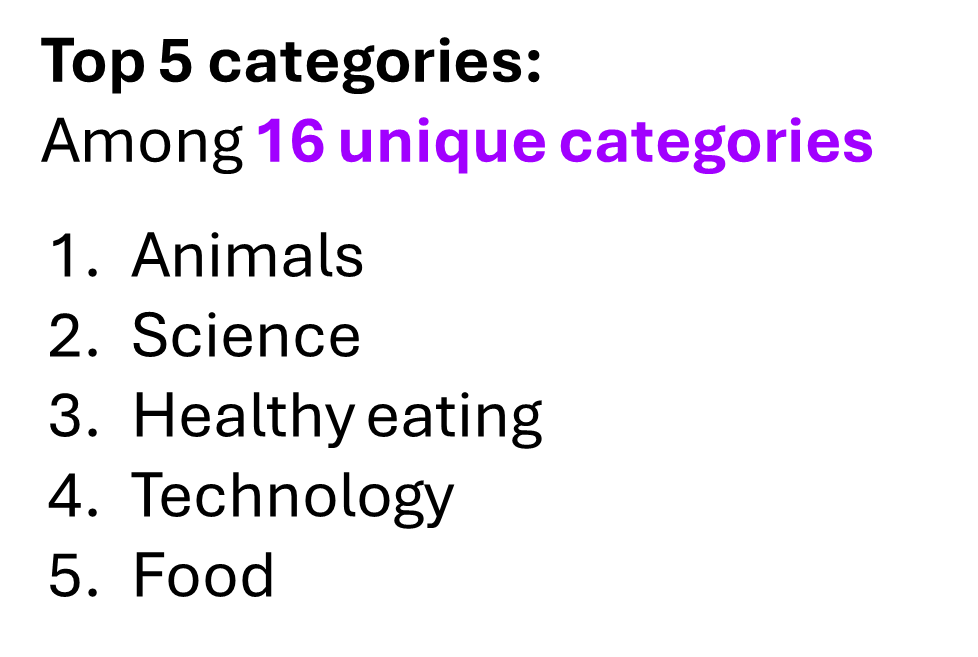 Top 5 categories:
Among 16 unique categories
1. Animals
2. Science
3. Healthy eating
4. Technology
5. Food